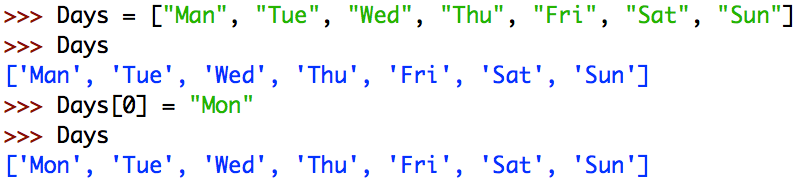 >>> Days = ["Man", "Tue", "Wed", "Thu", "Fri", "Sat", "Sun"]
>>> Days
['Man', 'Tue', 'Wed', 'Thu', 'Fri', 'Sat', 'Sun']
>>> Days[0] = "Mon"
>>> Days
['Mon', 'Tue', 'Wed', 'Thu', 'Fri', 'Sat', 'Sun']